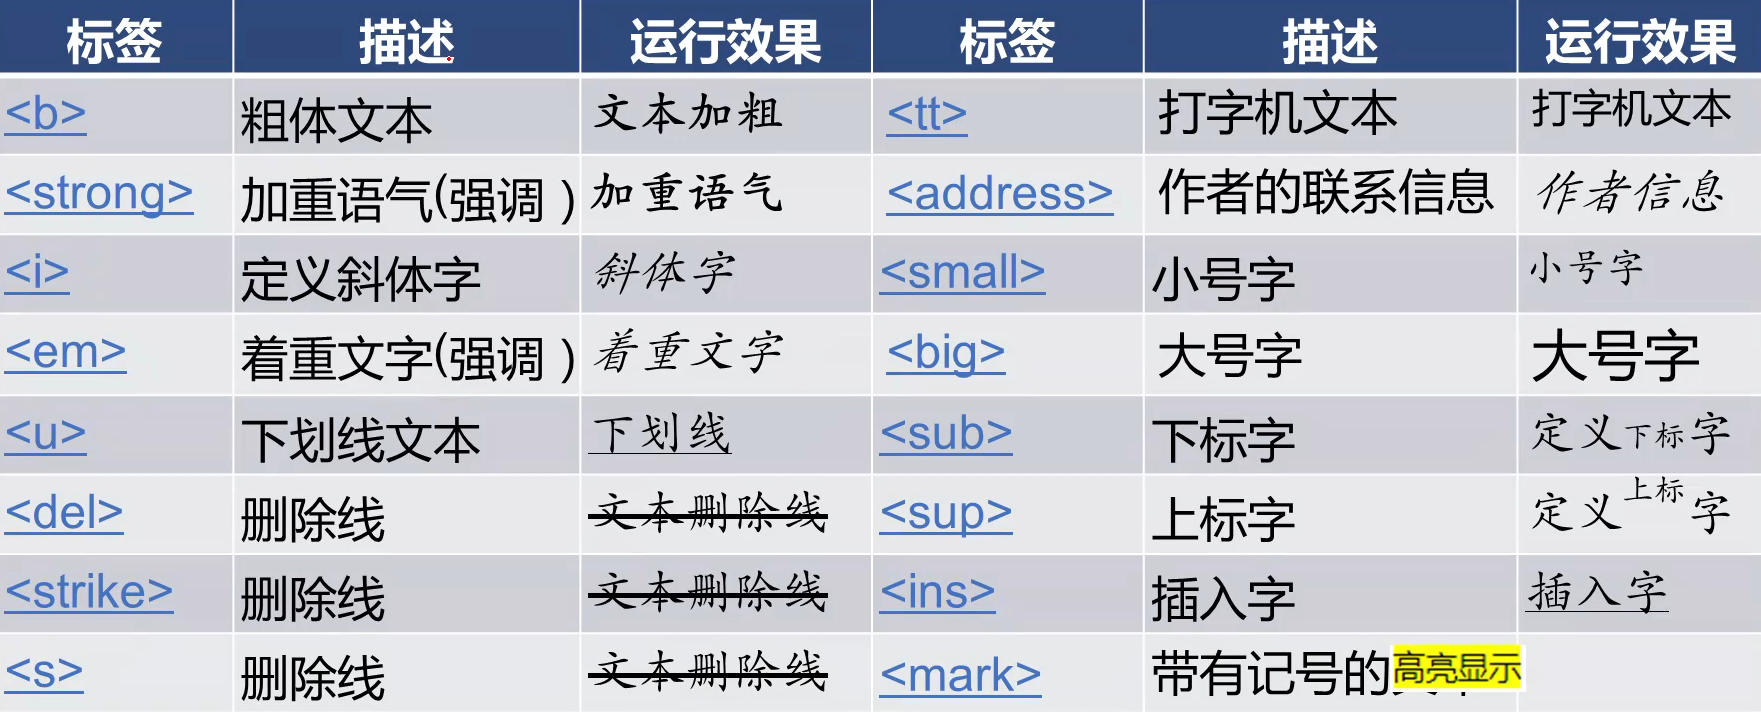 标签 描述 运行效果 标签 描述 运行效果
<b> 粗体文本 文本加粗 <tt> 打字机文本 打字机文本
<strong> 加重语气(强调） 加重语气 <address> 作者的联系信息 作者信息
<i> 定义斜体字 斜体字 <small> 小号字 小号字
<em> 着重文字(强调） 着重文字 <big> 大号字 大号字
<u> 下划线文本 下划线 <sub> 下标字 定义下标字
<del> 删除线 文本删除线 <sup> 上标字 定义上标字
<strike> 删除线 文本删除线 <ins> 插入字 插入字
<s> 删除线 文本删除线 <mark> 带有记号的 高亮显示